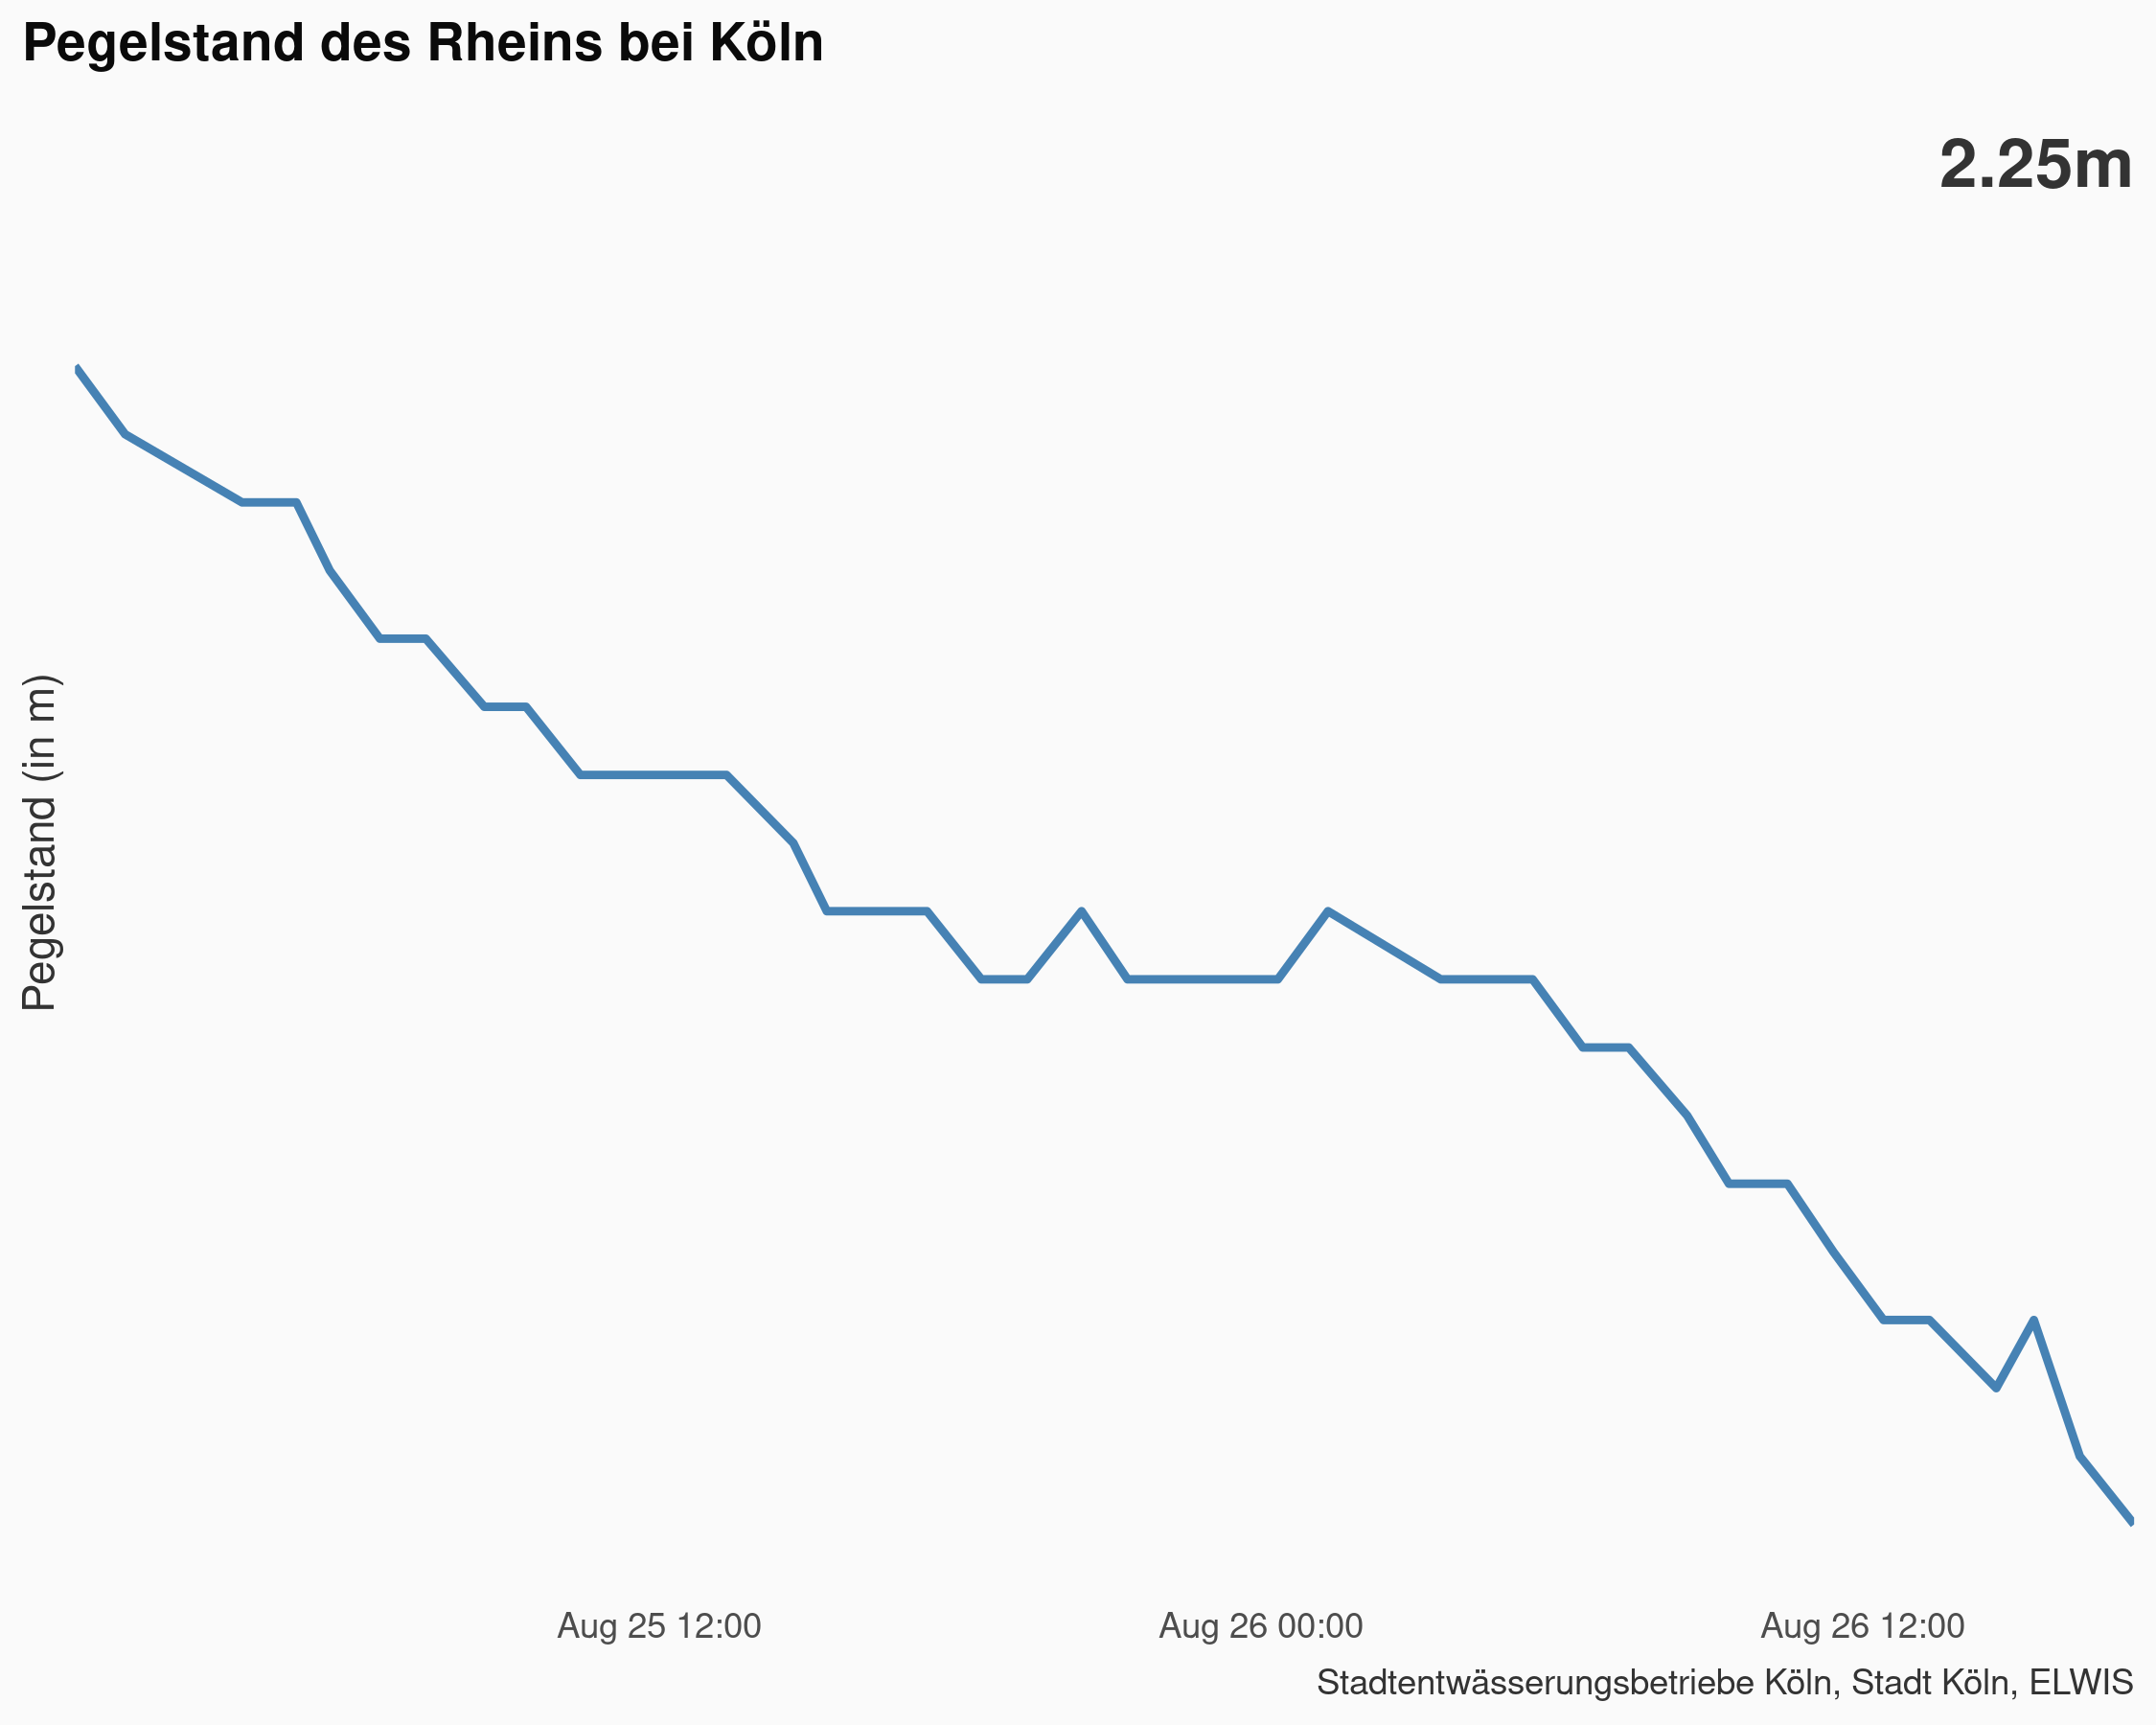 Pegelstand des Rheins bei Köln
2.25m
Pegelstand (in m)
Aug 25 12:00
Aug 26 00:00
Aug 26 12:00
Stadtentwässerungsbetriebe Köln, Stadt Köln, ELWIS